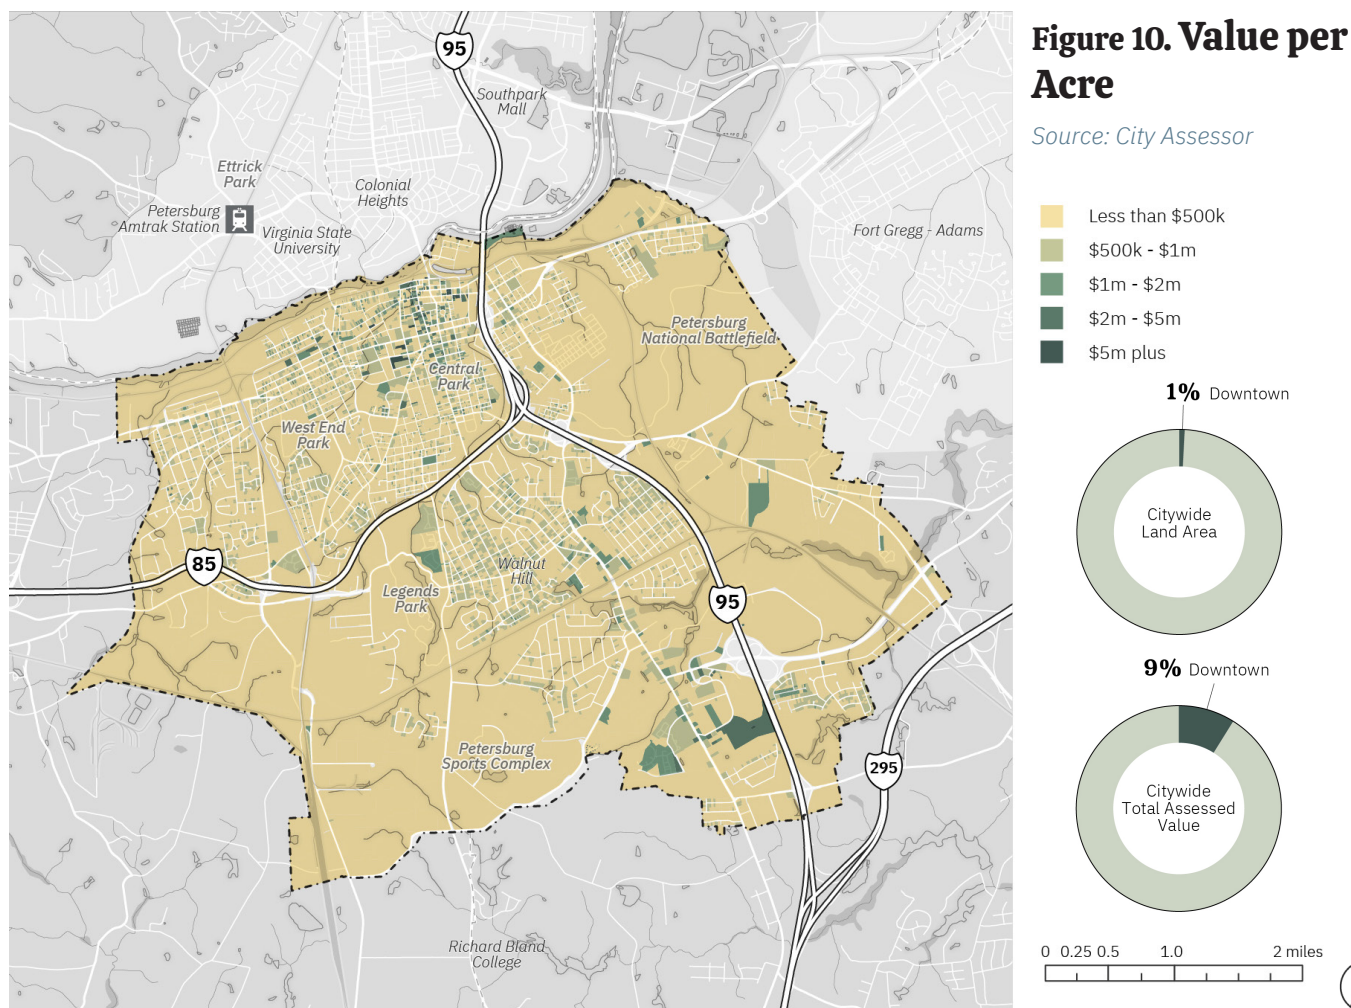 Figure 10. Value per
Acre
Source: City Assessor
Less than $500k
$500k - $1m
$1m - $2m
$2m - $5m
$5m plus
1% Downtown
Citywide
Land Area
9% Downtown
Citywide
Total Assessed
Value
0 0.25 0.5 1.0 2 miles
95
Southpark
Mall
Ettrick
Park
Colonial
Heights
Petersburg
Amtrak Station
Virginia State
University
Fort Gregg - Adams
Petersburg
National Battlefield
Central
Park
West End
Park
85
Walnut
Hill
Legends
Park
95
Petersburg
Sports Complex
295
Richard Bland
College